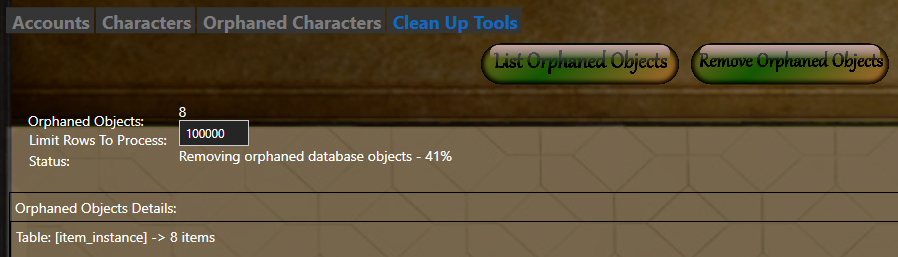 Accounts Characters Orphaned Characters Clean Up Tools
List Orphaned Objects Remove Orphaned Objects
Orphaned Objects: 8
Limit Rows To Process: 100000
Status: Removing orphaned database objects - 41%
Orphaned Objects Details:
Table: [item_instance] -> 8 items